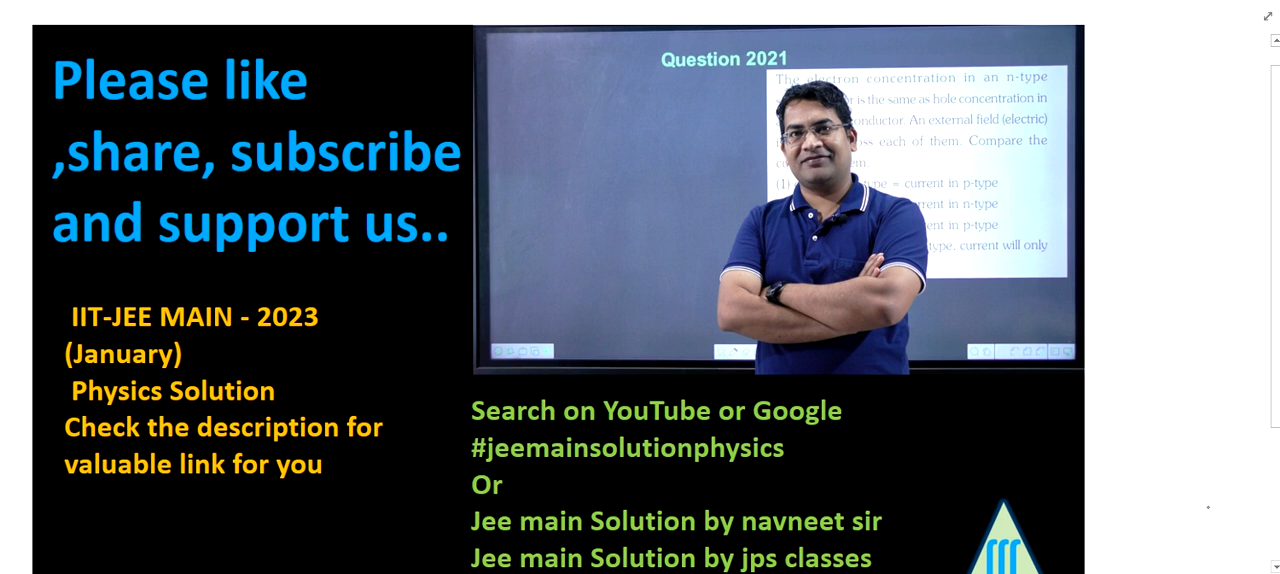 Please like
,share, subscribe
and support us..
IIT-JEE MAIN - 2023
(January)
Physics Solution
Check the description for
valuable link for you
Question 2021
The electron concentration in an n-type
is the same as hole concentration in
An external field (electric)
each of them. Compare the
(1) = current in p-type
in n-type
in p-type
type, current will only
Search on YouTube or Google
#jeemainsolutionphysics
Or
Jee main Solution by navneet sir
Jee main Solution by jps classes